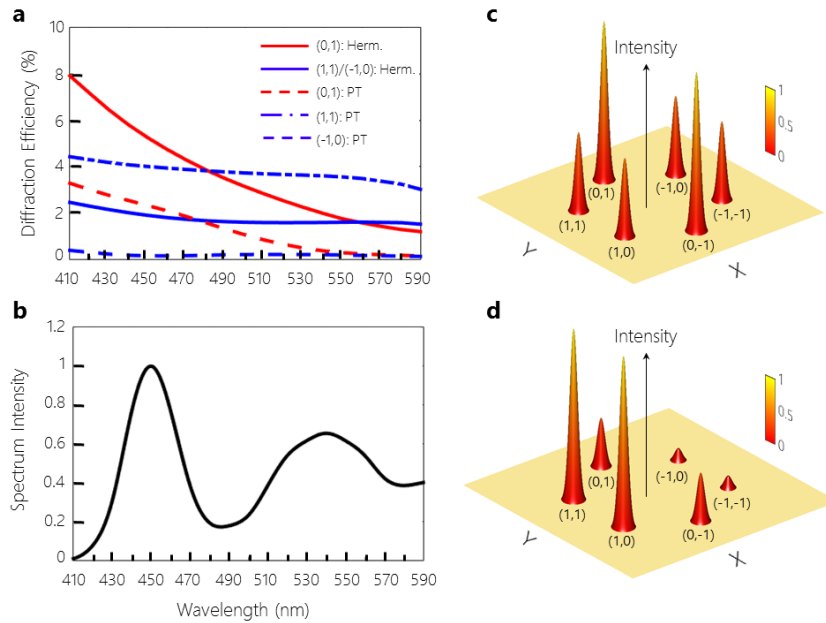 a
10
8
6
4
2
0
Diffraction Efficiency (%)
(0,1): Herm.
(1,1)/(-1,0): Herm.
(0,1): PT
(1,1): PT
(-1,0): PT
410 430 450 470 490 510 530 550 570 590
b
1.2
1
0.8
0.6
0.4
0.2
0
Spectrum Intensity
410 430 450 470 490 510 530 550 570 590
Wavelength (nm)
c
Intensity
1
0.5
0
(0,1)
(-1,0)
(1,1)
(-1,-1)
(1,0)
(0,-1)
Y
X
d
Intensity
1
0.5
0
(0,1)
(-1,0)
(1,1)
(-1,-1)
(1,0)
(0,-1)
Y
X